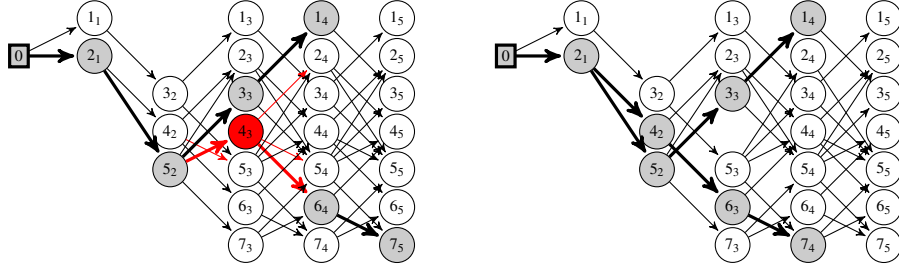 1₁ 1₃ 1₄ 1₅ 1₁ 1₃ 1₄ 1₅
0 2₁ 2₃ 2₄ 2₅ 0 2₁ 2₃ 2₄ 2₅
3₂ 3₃ 3₄ 3₅ 3₂ 3₃ 3₄ 3₅
4₂ 4₃ 4₄ 4₅ 4₂ 4₄ 4₅
5₂ 5₃ 5₄ 5₅ 5₂ 5₃ 5₄ 5₅
6₃ 6₄ 6₅ 6₃ 6₄ 6₅
7₃ 7₄ 7₅ 7₃ 7₄ 7₅